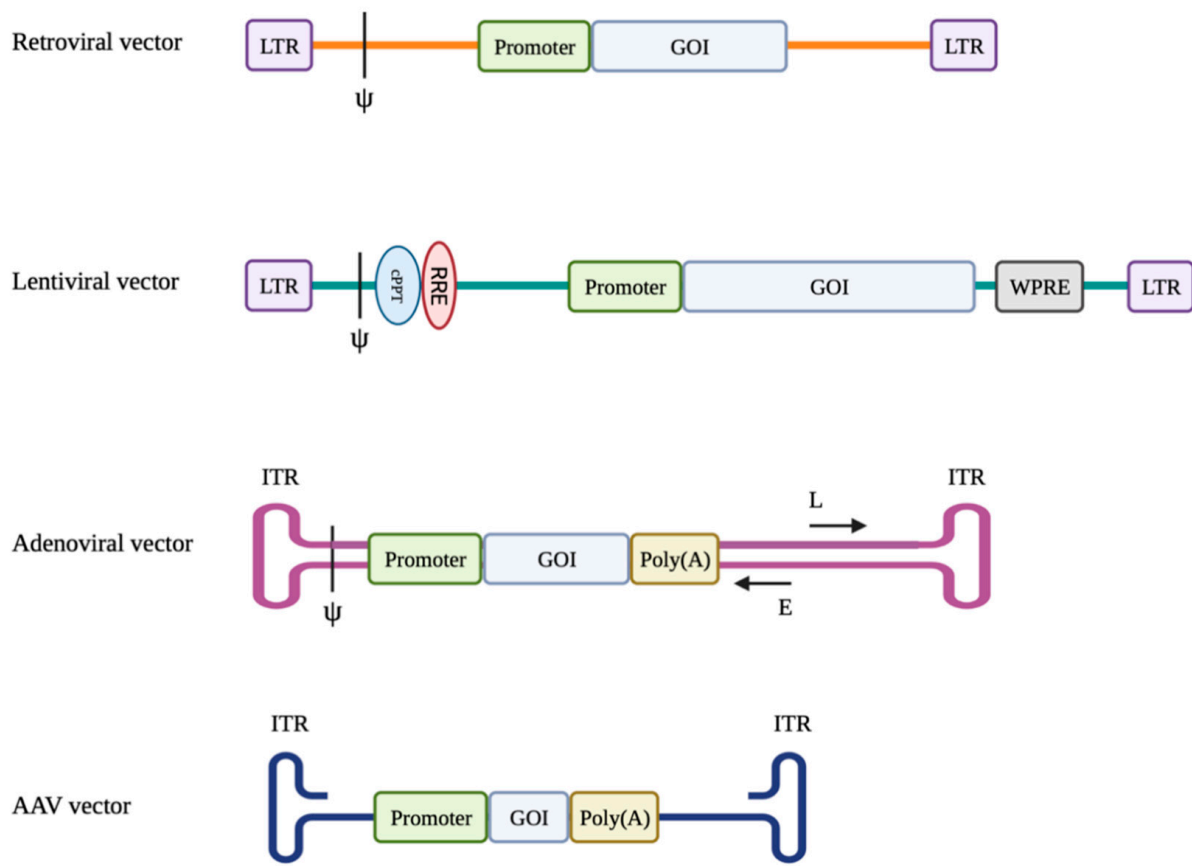 Retroviral vector
LTR
Promoter
GOI
LTR
ψ
Lentiviral vector
LTR
cPPT
RRE
Promoter
GOI
WPRE
LTR
ψ
ITR
ITR
L
Adenoviral vector
Promoter
GOI
Poly(A)
E
ψ
ITR
ITR
AAV vector
Promoter
GOI
Poly(A)